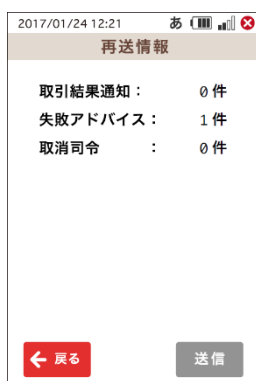 2017/01/24 12:21 あ
再送情報
取引結果通知： 0 件
失敗アドバイス： 1 件
取消司令 ： 0 件
戻る 送信